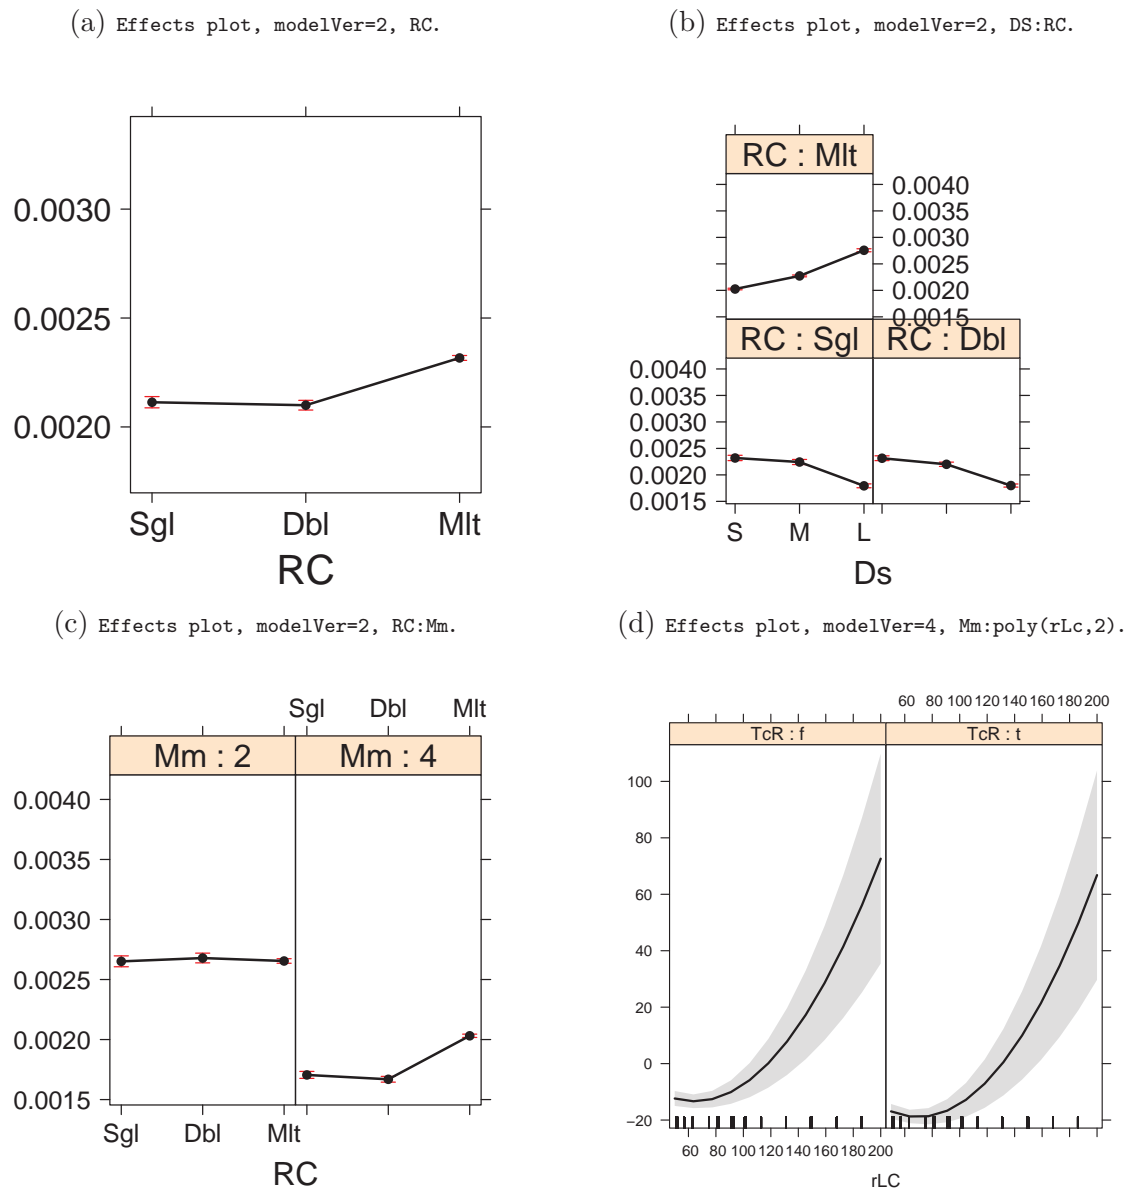 (a) Effects plot, modelVer=2, RC.
0.0030
0.0025
0.0020
Sgl Dbl Mlt
RC
(b) Effects plot, modelVer=2, DS:RC.
RC : Mlt
0.0040
0.0035
0.0030
0.0025
0.0020
0.0015
RC : Sgl RC : Dbl
0.0040
0.0035
0.0030
0.0025
0.0020
0.0015
S M L
Ds
(c) Effects plot, modelVer=2, RC:Mm.
Sgl Dbl Mlt
Mm : 2 Mm : 4
0.0040
0.0035
0.0030
0.0025
0.0020
0.0015
Sgl Dbl Mlt
RC
(d) Effects plot, modelVer=4, Mm:poly(rLc,2).
60 80 100 120 140 160 180 200
TcR : f TcR : t
100
80
60
40
20
0
−20
60 80 100 120 140 160 180 200
rLC